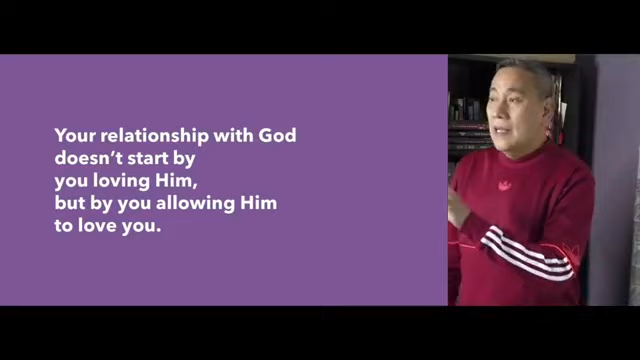 Your relationship with God
doesn't start by
you loving Him,
but by you allowing Him
to love you.